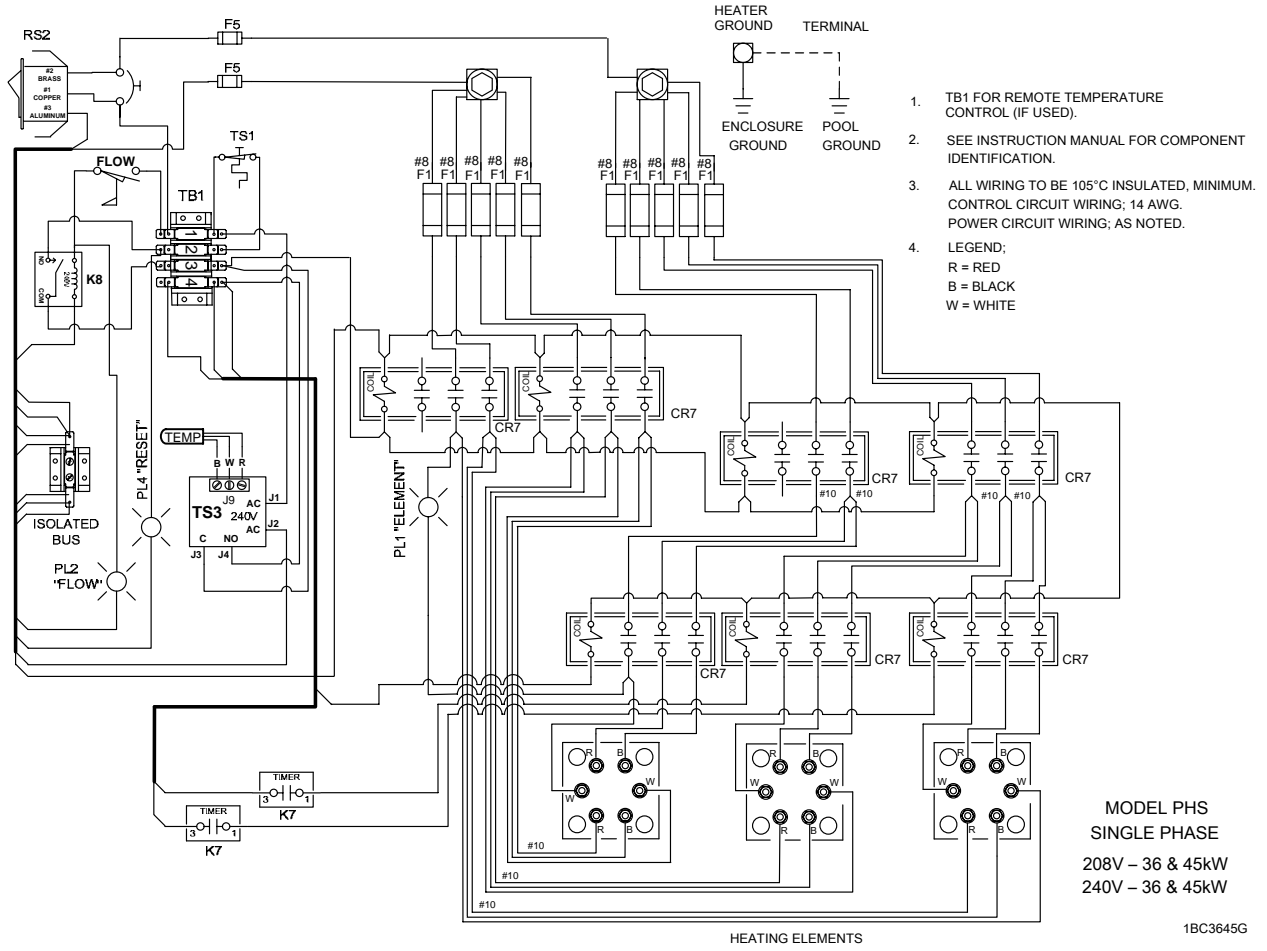 RS2
F5
F5
#2
BRASS
#1
COPPER
#3
ALUMINUM
FLOW
TS1
TB1
1
2
3
4
NO
COM
240V
K8
HEATER
GROUND
TERMINAL
ENCLOSURE
GROUND
POOL
GROUND
#8 #8 #8 #8 #8
F1 F1 F1 F1 F1
#8 #8 #8 #8 #8
F1 F1 F1 F1 F1
1. TB1 FOR REMOTE TEMPERATURE
CONTROL (IF USED).
2. SEE INSTRUCTION MANUAL FOR COMPONENT
IDENTIFICATION.
3. ALL WIRING TO BE 105°C INSULATED, MINIMUM.
CONTROL CIRCUIT WIRING; 14 AWG.
POWER CIRCUIT WIRING; AS NOTED.
4. LEGEND;
R = RED
B = BLACK
W = WHITE
COIL
CR7
COIL
CR7
COIL
CR7
#10 #10
COIL
CR7
#10 #10
ISOLATED
BUS
PL4 "RESET"
PL2
"FLOW"
TEMP
B W R
J9
TS3
240V
AC
AC
C NO
J1
J2
J3 J4
PL1 "ELEMENT"
COIL
CR7
COIL
CR7
COIL
CR7
TIMER
3 1
K7
TIMER
3 1
K7
R B
W W
R B
R B
W W
R B
R B
W W
R B
#10
#10
#10
HEATING ELEMENTS
MODEL PHS
SINGLE PHASE
208V – 36 & 45kW
240V – 36 & 45kW
1BC3645G